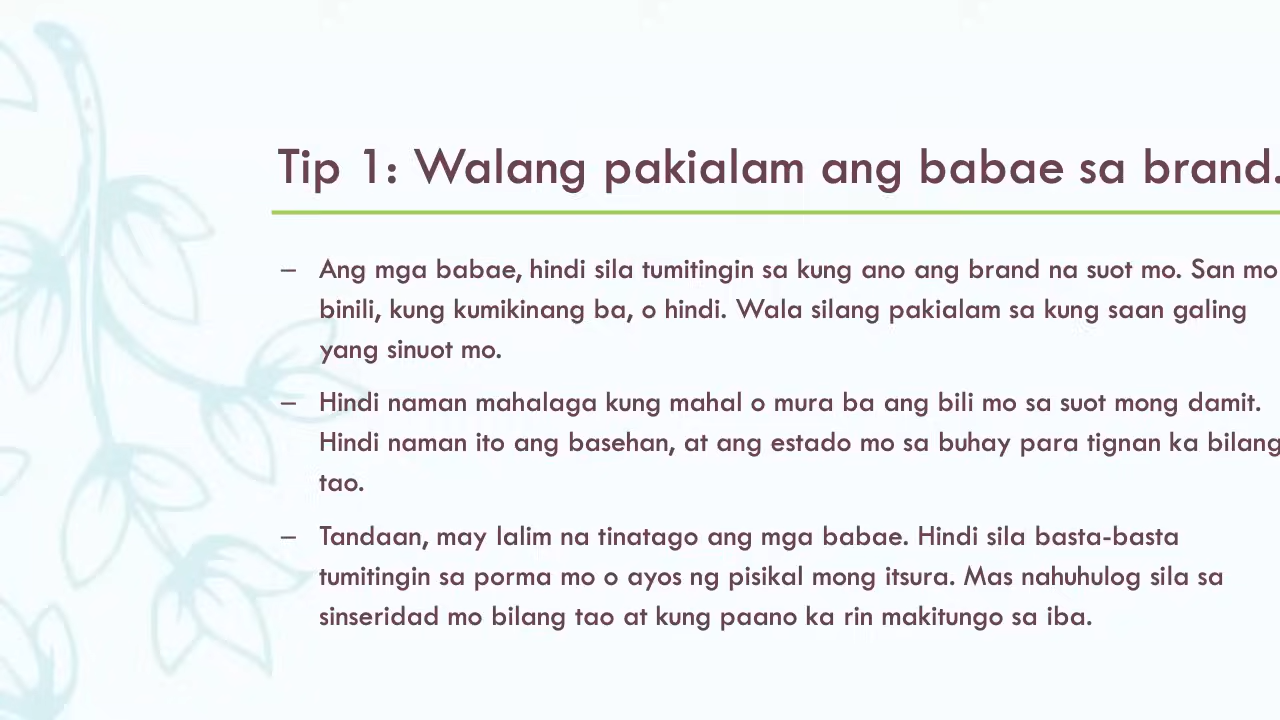 Tip 1: Walang pakialam ang babae sa brand.
– Ang mga babae, hindi sila tumitingin sa kung ano ang brand na suot mo. San mo
binili, kung kumikinang ba, o hindi. Wala silang pakialam sa kung saan galing
yang sinuot mo.
– Hindi naman mahalaga kung mahal o mura ba ang bili mo sa suot mong damit.
Hindi naman ito ang basehan, at ang estado mo sa buhay para tignan ka bilang
tao.
– Tandaan, may lalim na tinatago ang mga babae. Hindi sila basta-basta
tumitingin sa porma mo o ayos ng pisikal mong itsura. Mas nahuhulog sila sa
sinseridad mo bilang tao at kung paano ka rin makitungo sa iba.